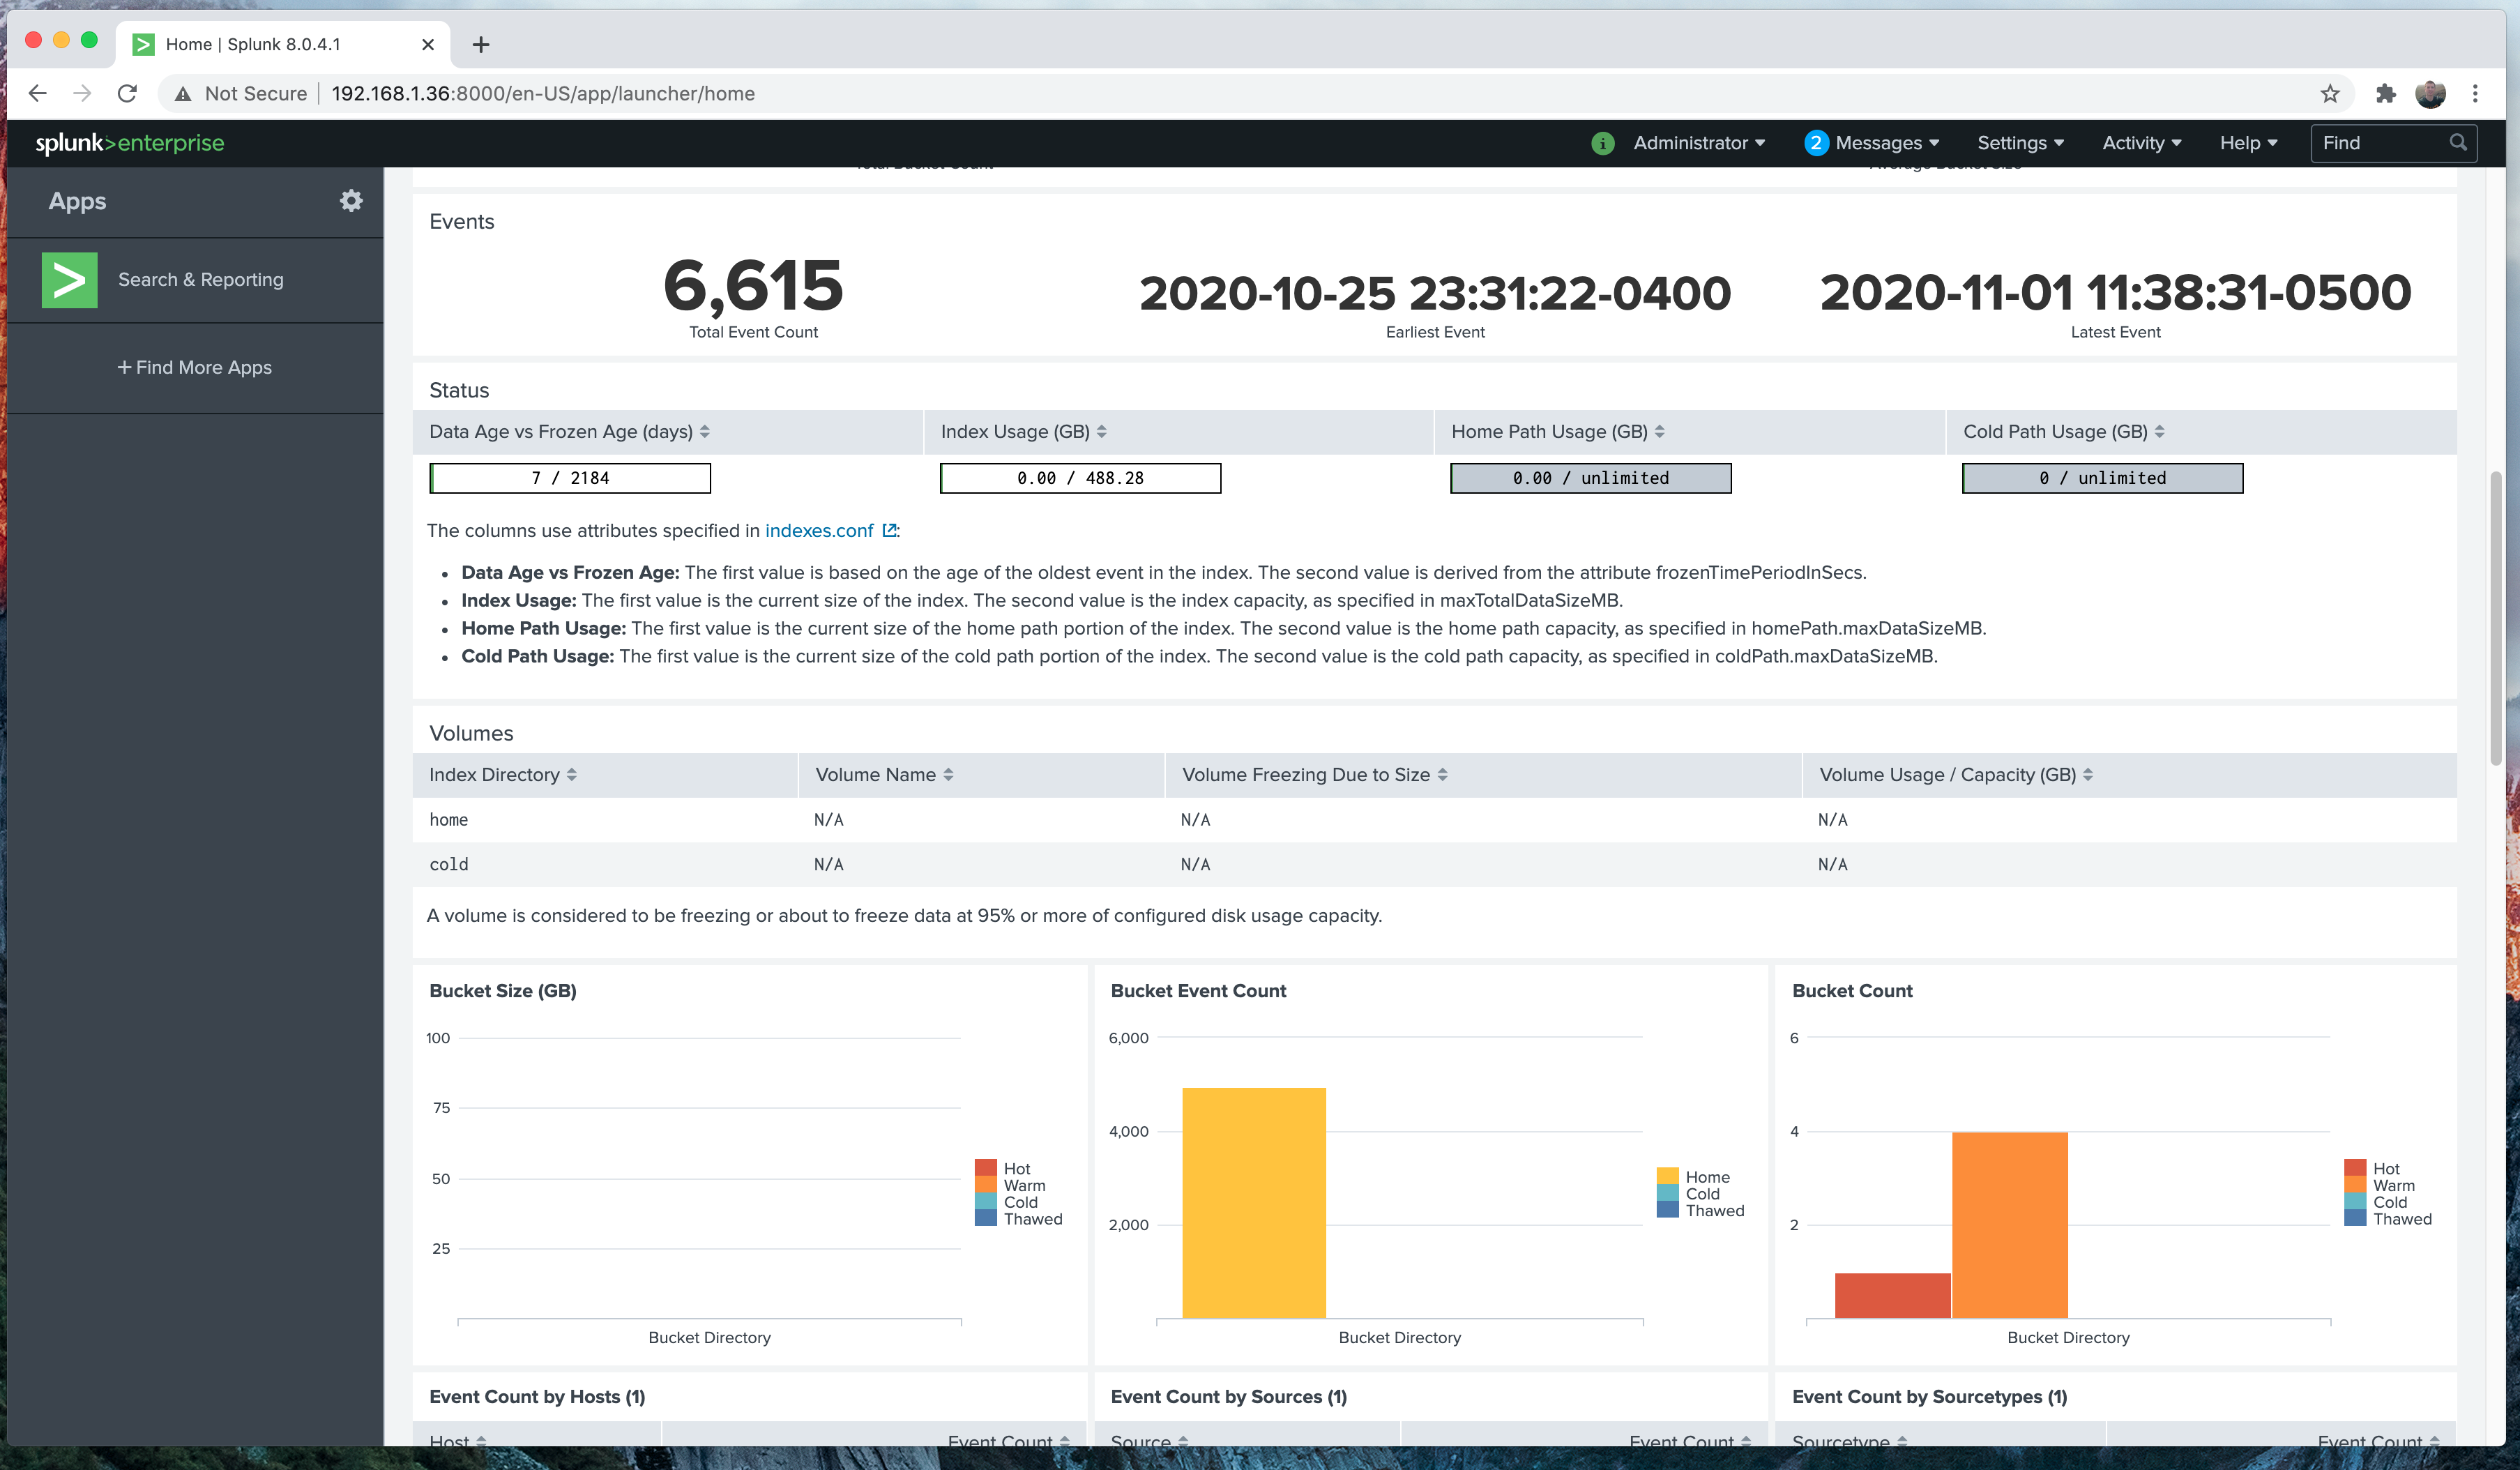 Home | Splunk 8.0.4.1
Not Secure 192.168.1.36:8000/en-US/app/launcher/home
splunk>enterprise
i Administrator 2 Messages Settings Activity Help Find
Apps
Search & Reporting
+ Find More Apps
Total Bucket Count Average Bucket Size
Events
6,615 2020-10-25 23:31:22-0400 2020-11-01 11:38:31-0500
Total Event Count Earliest Event Latest Event
Status
Data Age vs Frozen Age (days) Index Usage (GB) Home Path Usage (GB) Cold Path Usage (GB)
7 / 2184 0.00 / 488.28 0.00 / unlimited 0 / unlimited
The columns use attributes specified in indexes.conf :
• Data Age vs Frozen Age: The first value is based on the age of the oldest event in the index. The second value is derived from the attribute frozenTimePeriodInSecs.
• Index Usage: The first value is the current size of the index. The second value is the index capacity, as specified in maxTotalDataSizeMB.
• Home Path Usage: The first value is the current size of the home path portion of the index. The second value is the home path capacity, as specified in homePath.maxDataSizeMB.
• Cold Path Usage: The first value is the current size of the cold path portion of the index. The second value is the cold path capacity, as specified in coldPath.maxDataSizeMB.
Volumes
Index Directory Volume Name Volume Freezing Due to Size Volume Usage / Capacity (GB)
home N/A N/A N/A
cold N/A N/A N/A
A volume is considered to be freezing or about to freeze data at 95% or more of configured disk usage capacity.
Bucket Size (GB)
100
75
50
25
Hot
Warm
Cold
Thawed
Bucket Directory
Bucket Event Count
6,000
4,000
2,000
Home
Cold
Thawed
Bucket Directory
Bucket Count
6
4
2
Hot
Warm
Cold
Thawed
Bucket Directory
Event Count by Hosts (1)
Host Event Count
Event Count by Sources (1)
Source Event Count
Event Count by Sourcetypes (1)
Sourcetype Event Count